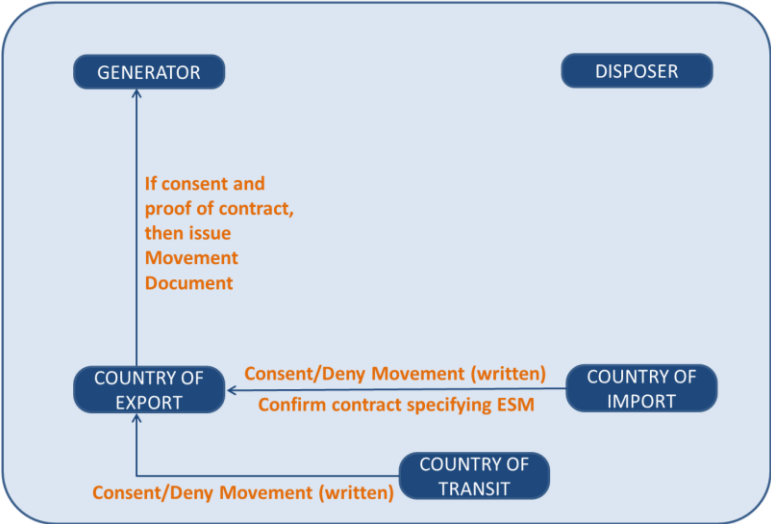 GENERATOR
DISPOSER
If consent and
proof of contract,
then issue
Movement
Document
COUNTRY OF
EXPORT
Consent/Deny Movement (written)
Confirm contract specifying ESM
COUNTRY OF
IMPORT
COUNTRY OF
TRANSIT
Consent/Deny Movement (written)